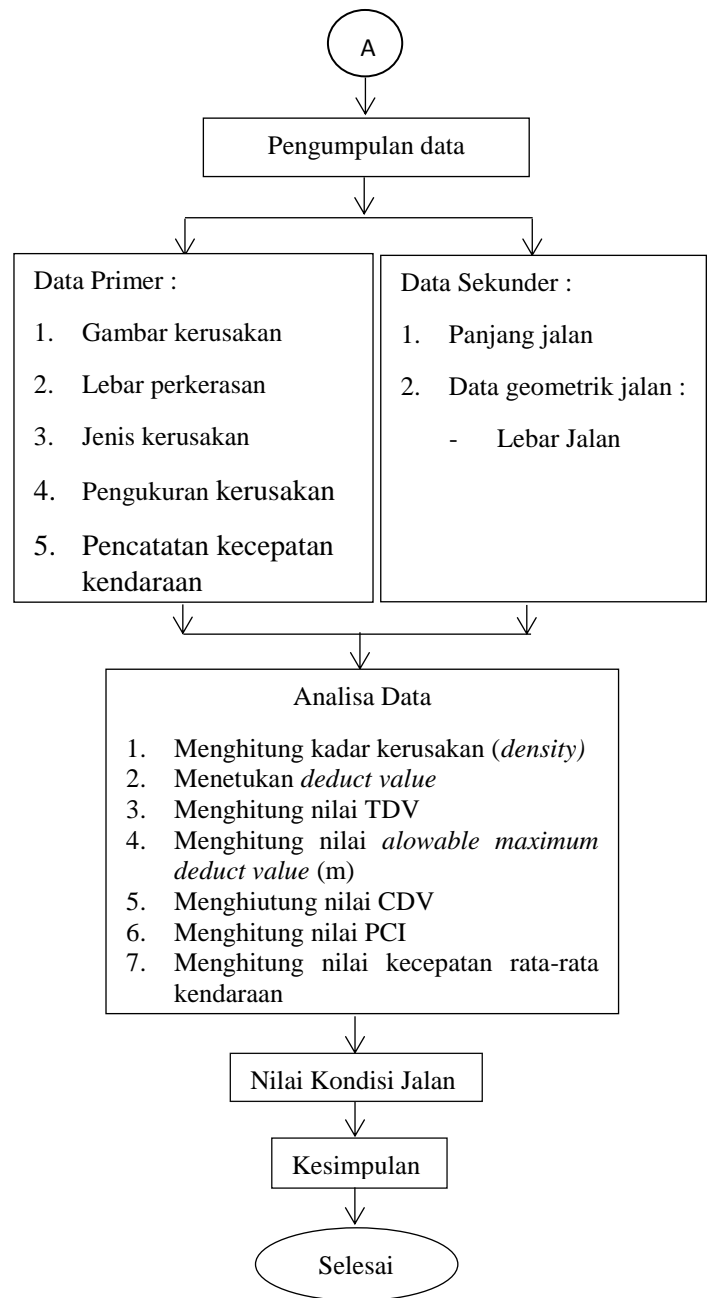 A
Pengumpulan data
Data Primer :
1. Gambar kerusakan
2. Lebar perkerasan
3. Jenis kerusakan
4. Pengukuran kerusakan
5. Pencatatan kecepatan
kendaraan
Data Sekunder :
1. Panjang jalan
2. Data geometrik jalan :
- Lebar Jalan
Analisa Data
1. Menghitung kadar kerusakan (density)
2. Menetukan deduct value
3. Menghitung nilai TDV
4. Menghitung nilai alowable maximum
deduct value (m)
5. Menghiutung nilai CDV
6. Menghitung nilai PCI
7. Menghitung nilai kecepatan rata-rata
kendaraan
Nilai Kondisi Jalan
Kesimpulan
Selesai